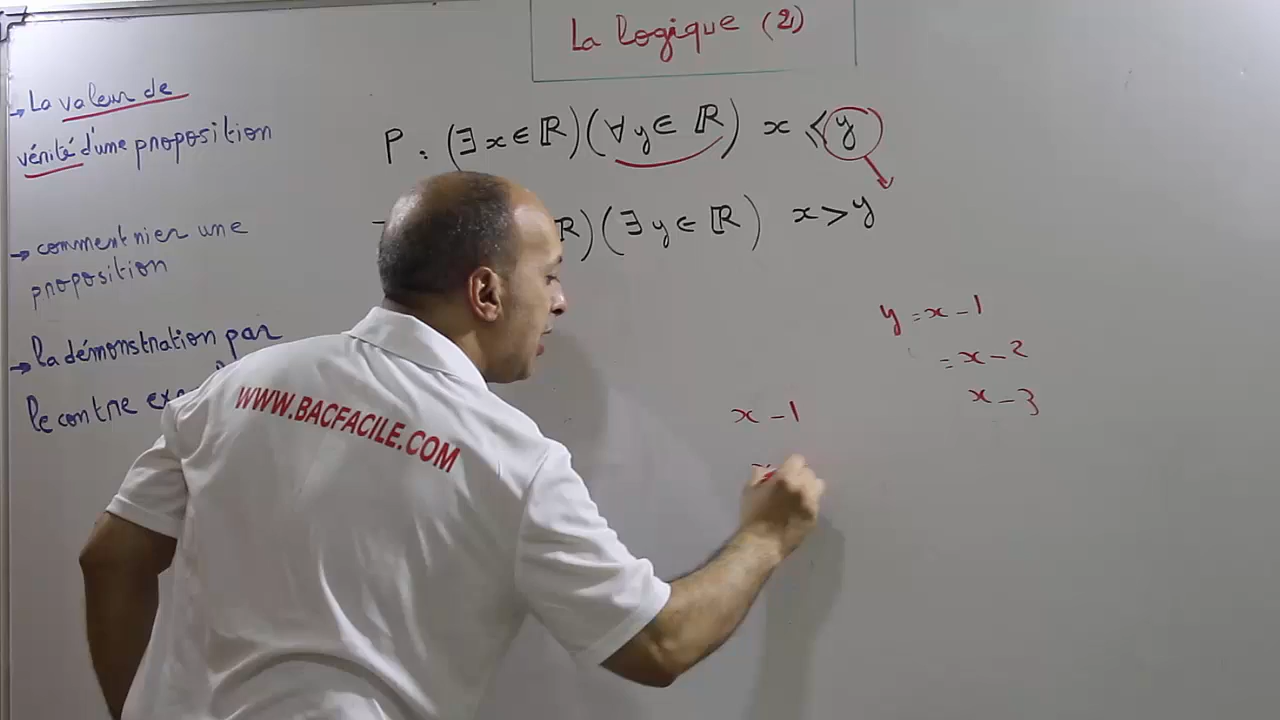 La logique (2)
→ La valeur de
vérité d'une proposition
→ comment nier une
proposition
→ la démonstration par
le contre
P : (∃ x ∈ ℝ)(∀ y ∈ ℝ) x ≤ y
ℝ)(∃ y ∈ ℝ) x > y
y = x - 1
= x - 2
x - 3
x - 1
WWW.BACFACILE.COM